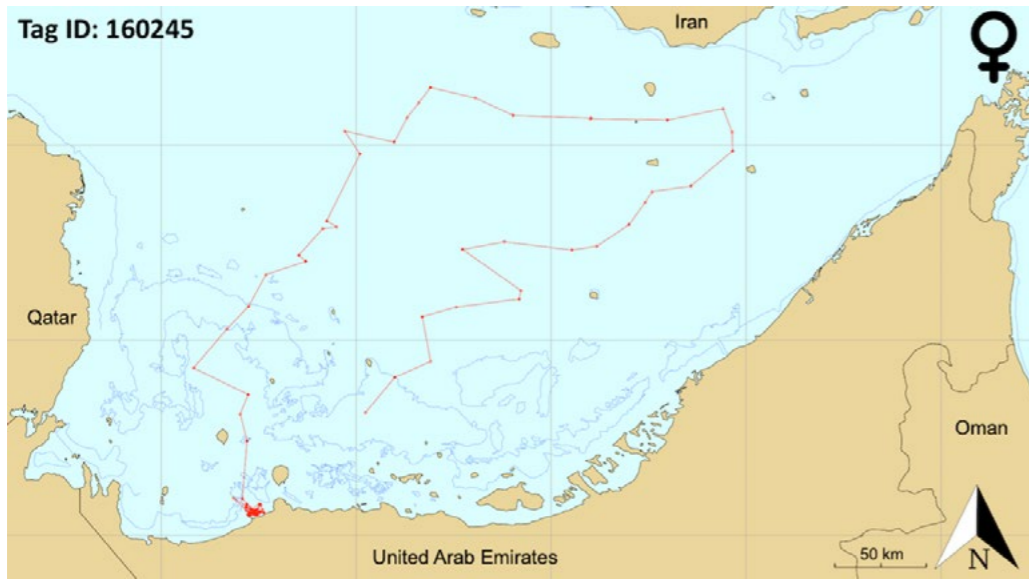 Tag ID: 160245
Iran
Qatar
Oman
United Arab Emirates
50 km
N